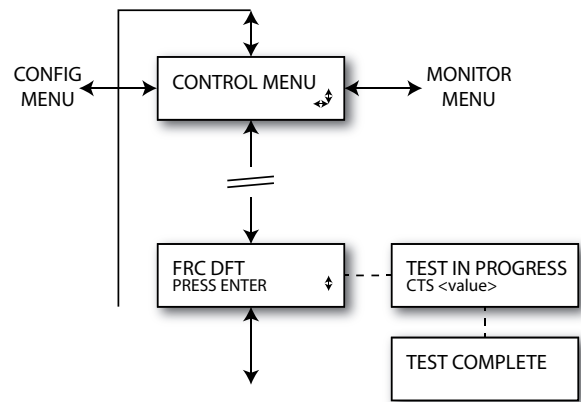 CONFIG
MENU
CONTROL MENU
MONITOR
MENU
FRC DFT
PRESS ENTER
TEST IN PROGRESS
CTS <value>
TEST COMPLETE